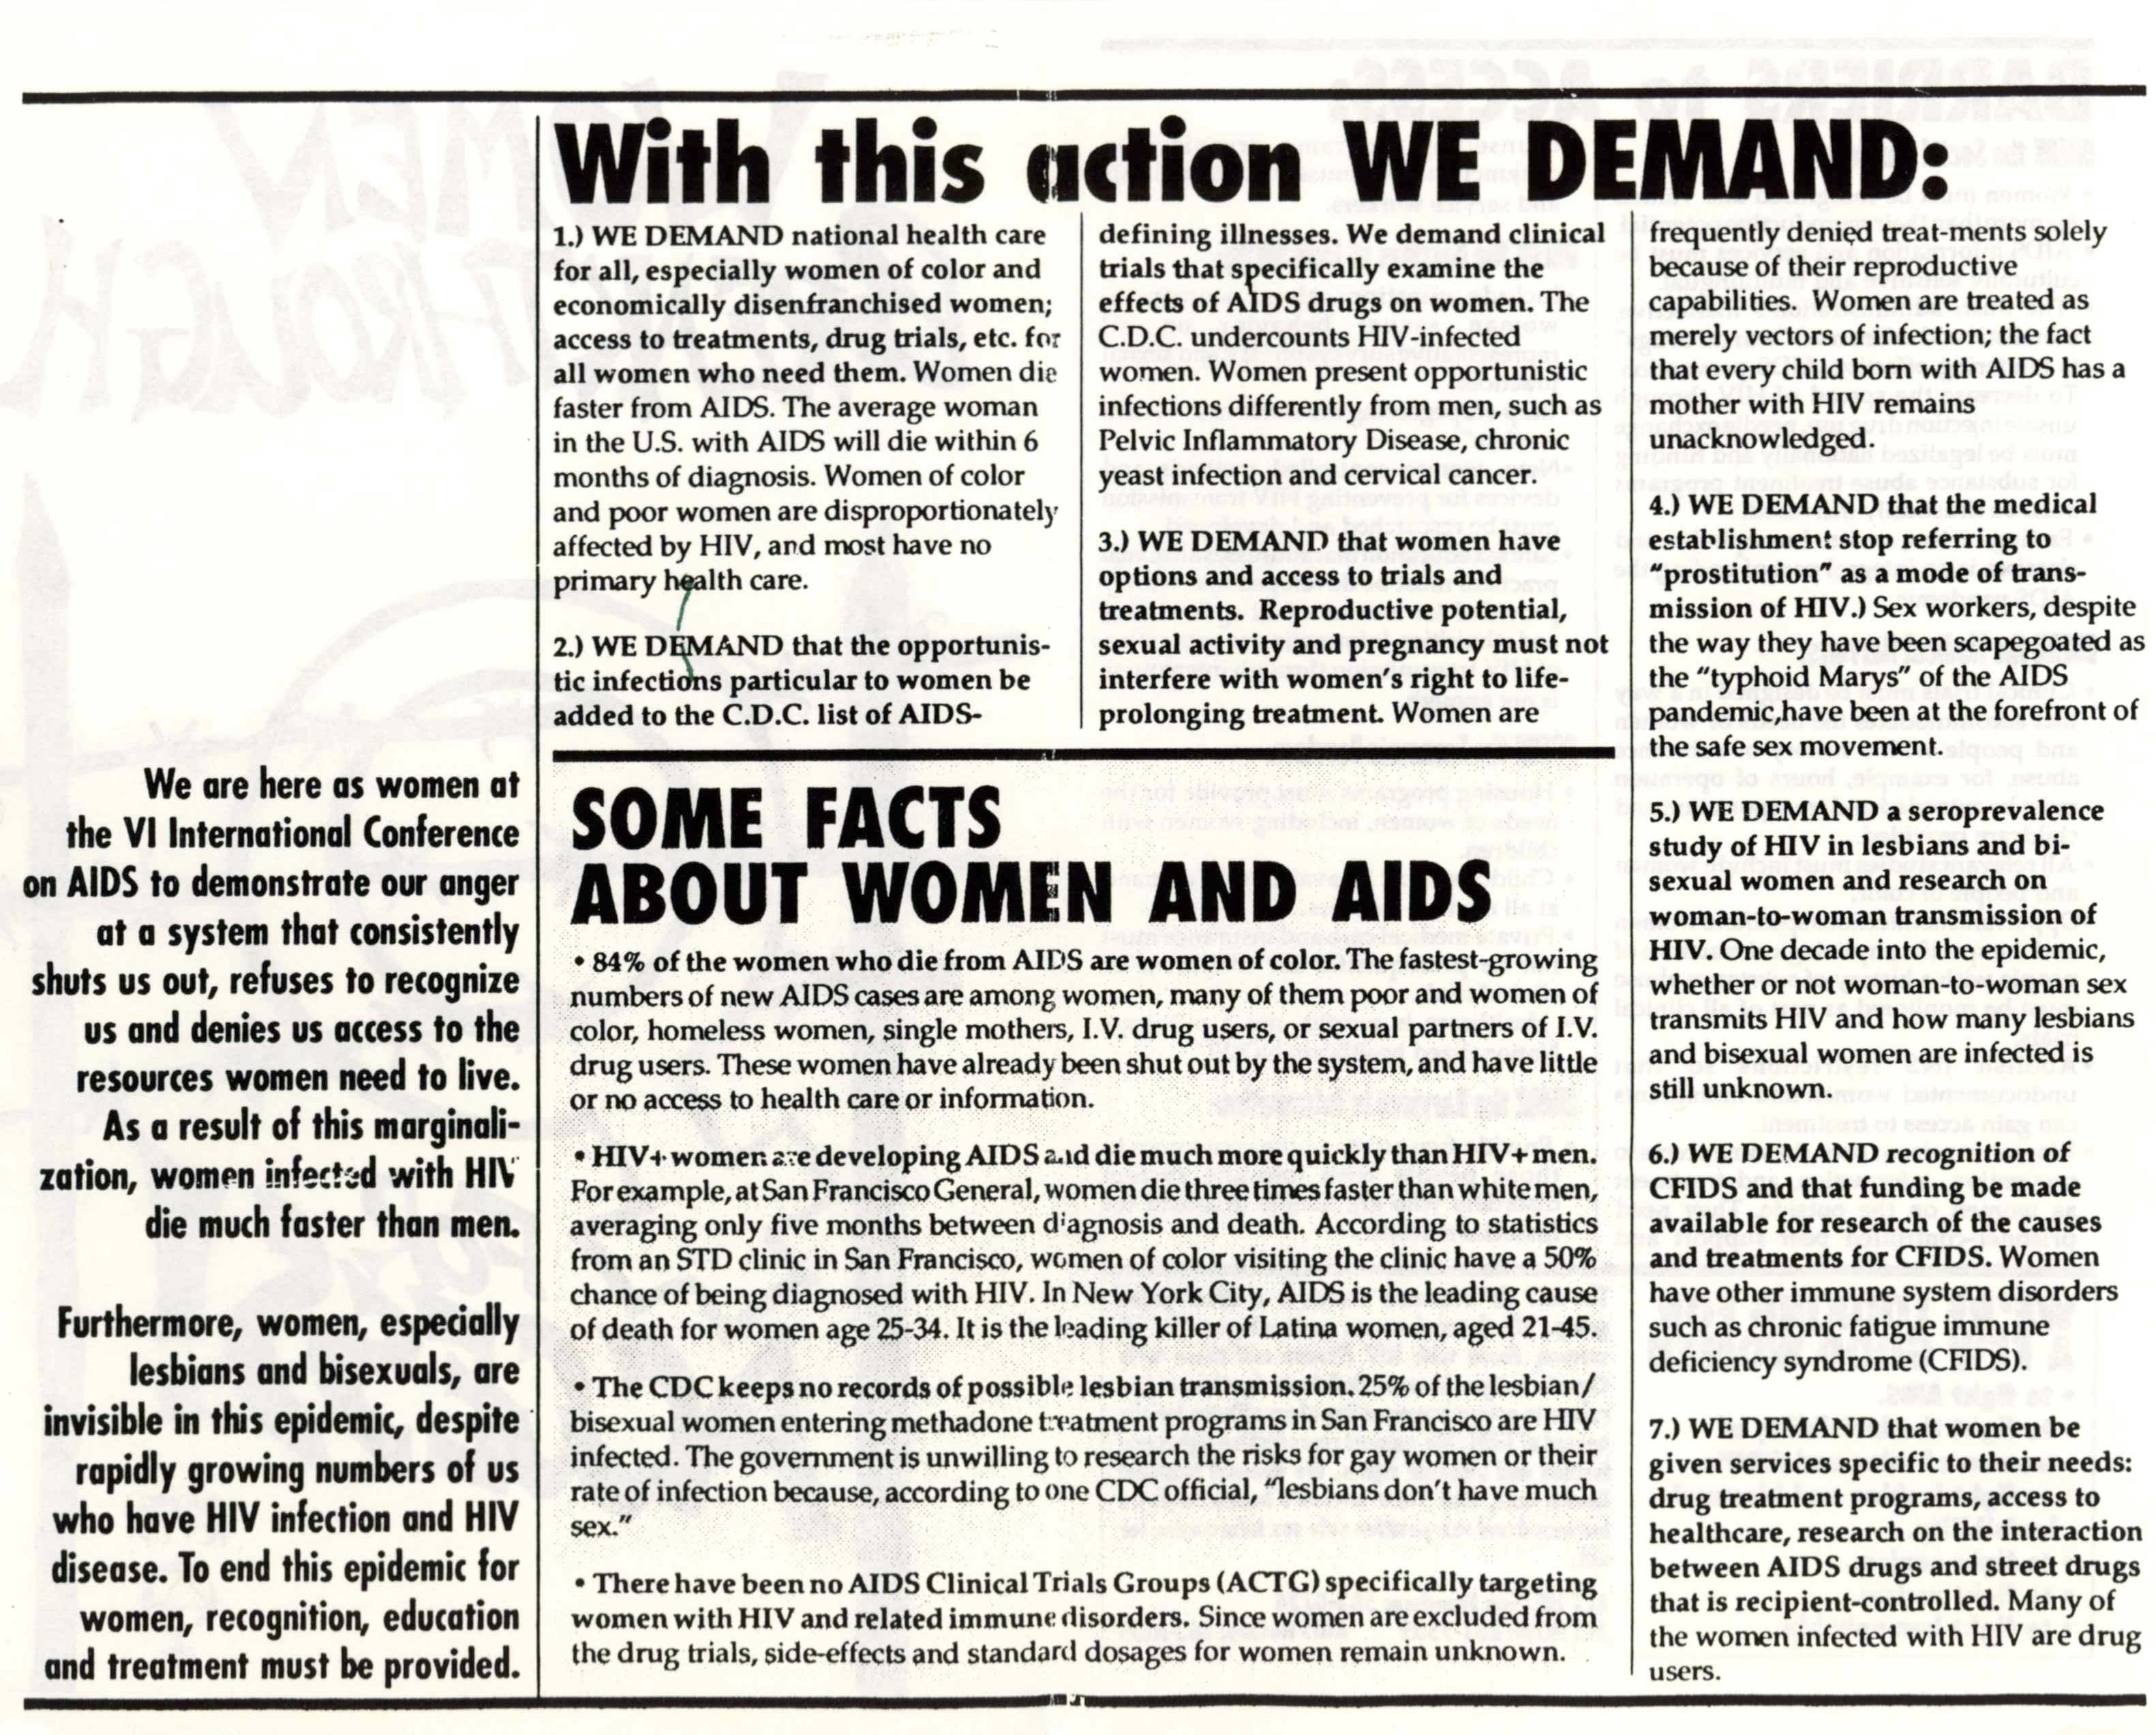 We are here as women at
the VI International Conference
on AIDS to demonstrate our anger
at a system that consistently
shuts us out, refuses to recognize
us and denies us access to the
resources women need to live.
As a result of this marginali-
zation, women infected with HIV
die much faster than men.
Furthermore, women, especially
lesbians and bisexuals, are
invisible in this epidemic, despite
rapidly growing numbers of us
who have HIV infection and HIV
disease. To end this epidemic for
women, recognition, education
and treatment must be provided.
With this action WE DEMAND:
1.) WE DEMAND national health care
for all, especially women of color and
economically disenfranchised women;
access to treatments, drug trials, etc. for
all women who need them. Women die
faster from AIDS. The average woman
in the U.S. with AIDS will die within 6
months of diagnosis. Women of color
and poor women are disproportionately
affected by HIV, and most have no
primary health care.
2.) WE DEMAND that the opportunis-
tic infections particular to women be
added to the C.D.C. list of AIDS-
defining illnesses. We demand clinical
trials that specifically examine the
effects of AIDS drugs on women. The
C.D.C. undercounts HIV-infected
women. Women present opportunistic
infections differently from men, such as
Pelvic Inflammatory Disease, chronic
yeast infection and cervical cancer.
3.) WE DEMAND that women have
options and access to trials and
treatments. Reproductive potential,
sexual activity and pregnancy must not
interfere with women's right to life-
prolonging treatment. Women are
frequently denied treat-ments solely
because of their reproductive
capabilities. Women are treated as
merely vectors of infection; the fact
that every child born with AIDS has a
mother with HIV remains
unacknowledged.
4.) WE DEMAND that the medical
establishment stop referring to
"prostitution" as a mode of trans-
mission of HIV.) Sex workers, despite
the way they have been scapegoated as
the "typhoid Marys" of the AIDS
pandemic,have been at the forefront of
the safe sex movement.
5.) WE DEMAND a seroprevalence
study of HIV in lesbians and bi-
sexual women and research on
woman-to-woman transmission of
HIV. One decade into the epidemic,
whether or not woman-to-woman sex
transmits HIV and how many lesbians
and bisexual women are infected is
still unknown.
6.) WE DEMAND recognition of
CFIDS and that funding be made
available for research of the causes
and treatments for CFIDS. Women
have other immune system disorders
such as chronic fatigue immune
deficiency syndrome (CFIDS).
7.) WE DEMAND that women be
given services specific to their needs:
drug treatment programs, access to
healthcare, research on the interaction
between AIDS drugs and street drugs
that is recipient-controlled. Many of
the women infected with HIV are drug
users.
SOME FACTS
ABOUT WOMEN AND AIDS
• 84% of the women who die from AIDS are women of color. The fastest-growing
numbers of new AIDS cases are among women, many of them poor and women of
color, homeless women, single mothers, I.V. drug users, or sexual partners of I.V.
drug users. These women have already been shut out by the system, and have little
or no access to health care or information.
• HIV+ women are developing AIDS and die much more quickly than HIV+ men.
For example, at San Francisco General, women die three times faster than white men,
averaging only five months between diagnosis and death. According to statistics
from an STD clinic in San Francisco, women of color visiting the clinic have a 50%
chance of being diagnosed with HIV. In New York City, AIDS is the leading cause
of death for women age 25-34. It is the leading killer of Latina women, aged 21-45.
• The CDC keeps no records of possible lesbian transmission. 25% of the lesbian/
bisexual women entering methadone treatment programs in San Francisco are HIV
infected. The government is unwilling to research the risks for gay women or their
rate of infection because, according to one CDC official, "lesbians don't have much
sex."
• There have been no AIDS Clinical Trials Groups (ACTG) specifically targeting
women with HIV and related immune disorders. Since women are excluded from
the drug trials, side-effects and standard dosages for women remain unknown.